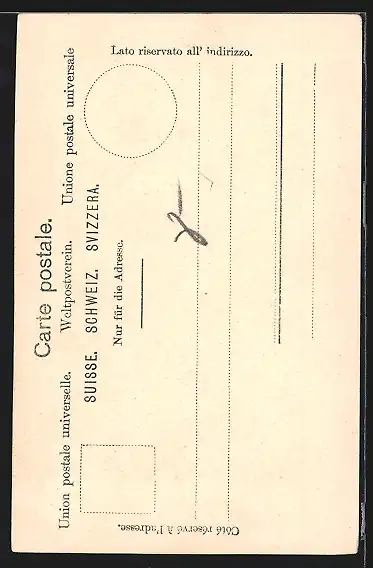 Carte postale.
Union postale universelle. Weltpostverein. Unione postale universale
SUISSE. SCHWEIZ. SVIZZERA.
Nur für die Adresse.
Côté réservé à l'adresse.
Lato riservato all' indirizzo.